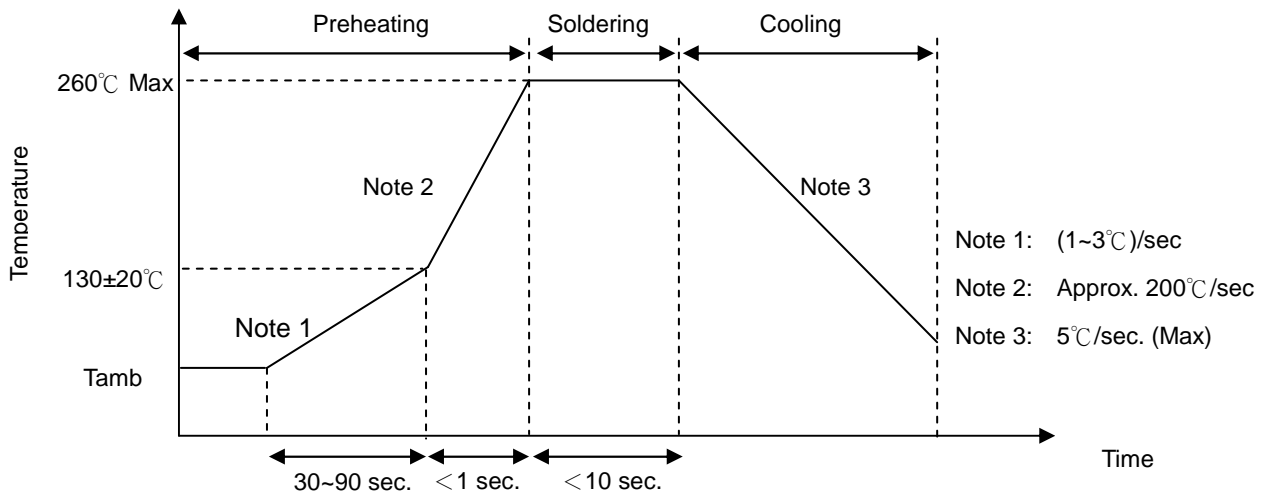 Preheating Soldering Cooling
260℃ Max
Temperature
Note 2 Note 3
130±20℃
Note 1
Tamb
Note 1: (1~3℃)/sec
Note 2: Approx. 200℃/sec
Note 3: 5℃/sec. (Max)
Time
30~90 sec. <1 sec. <10 sec.